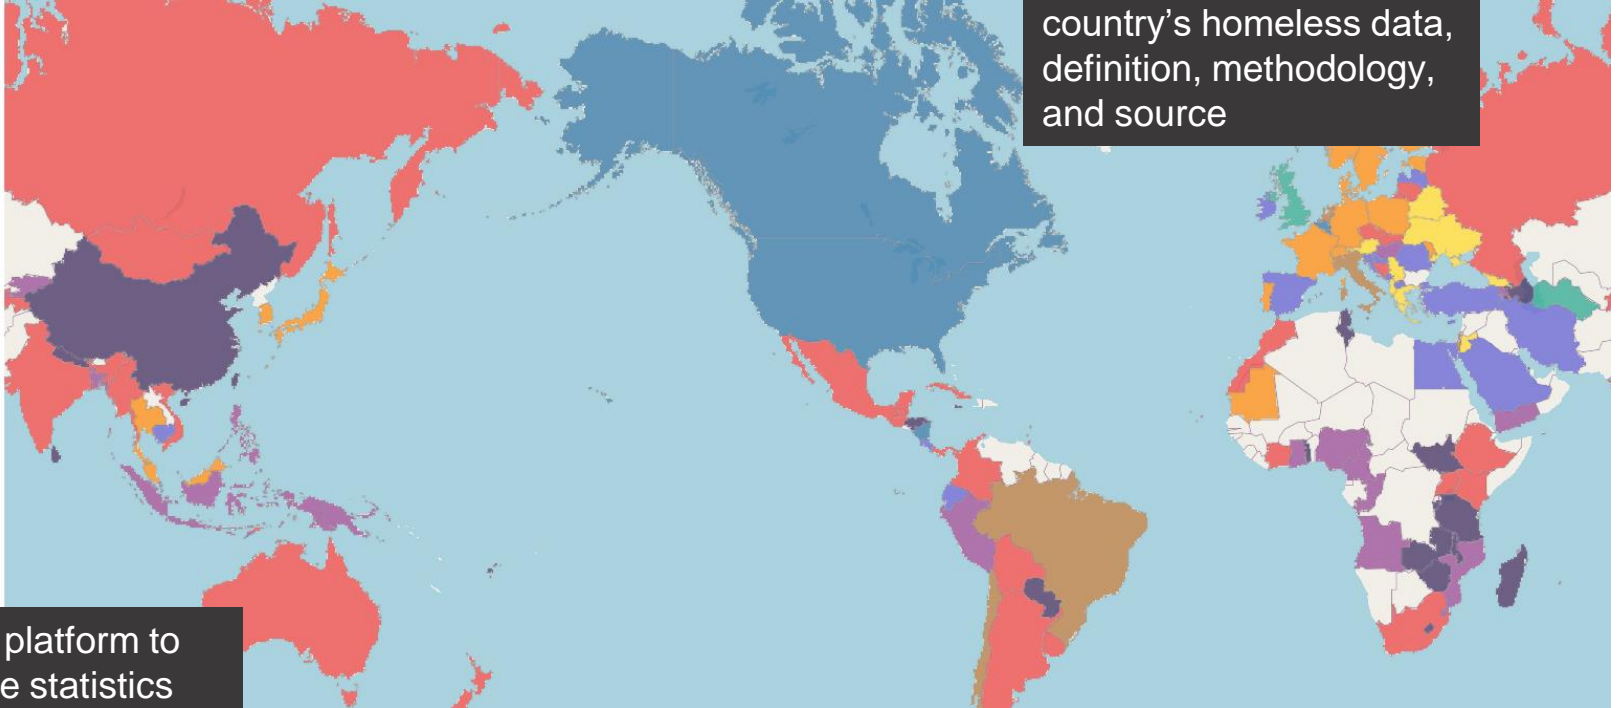 country’s homeless data,
definition, methodology,
and source
platform to
e statistics